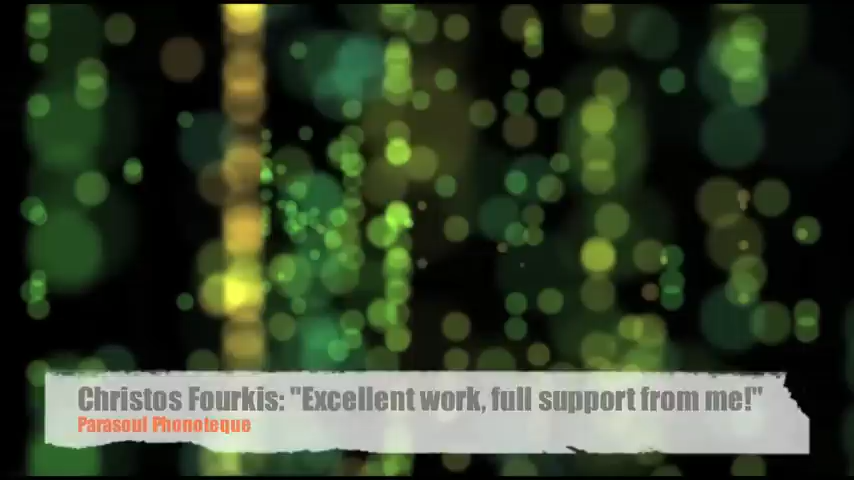 Christos Fourkis: "Excellent work, full support from me!"
Parasoul Phonoteque